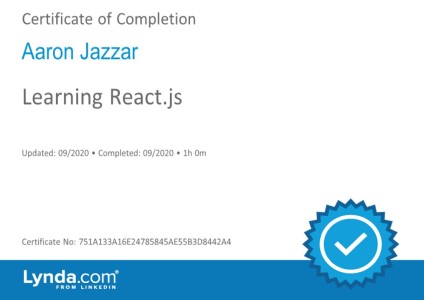 Certificate of Completion
Aaron Jazzar
Learning React.js
Updated: 09/2020 • Completed: 09/2020 • 1h 0m
Certificate No: 751A133A16E24785845AE55B3D8442A4
Lynda.com®
FROM LINKEDIN